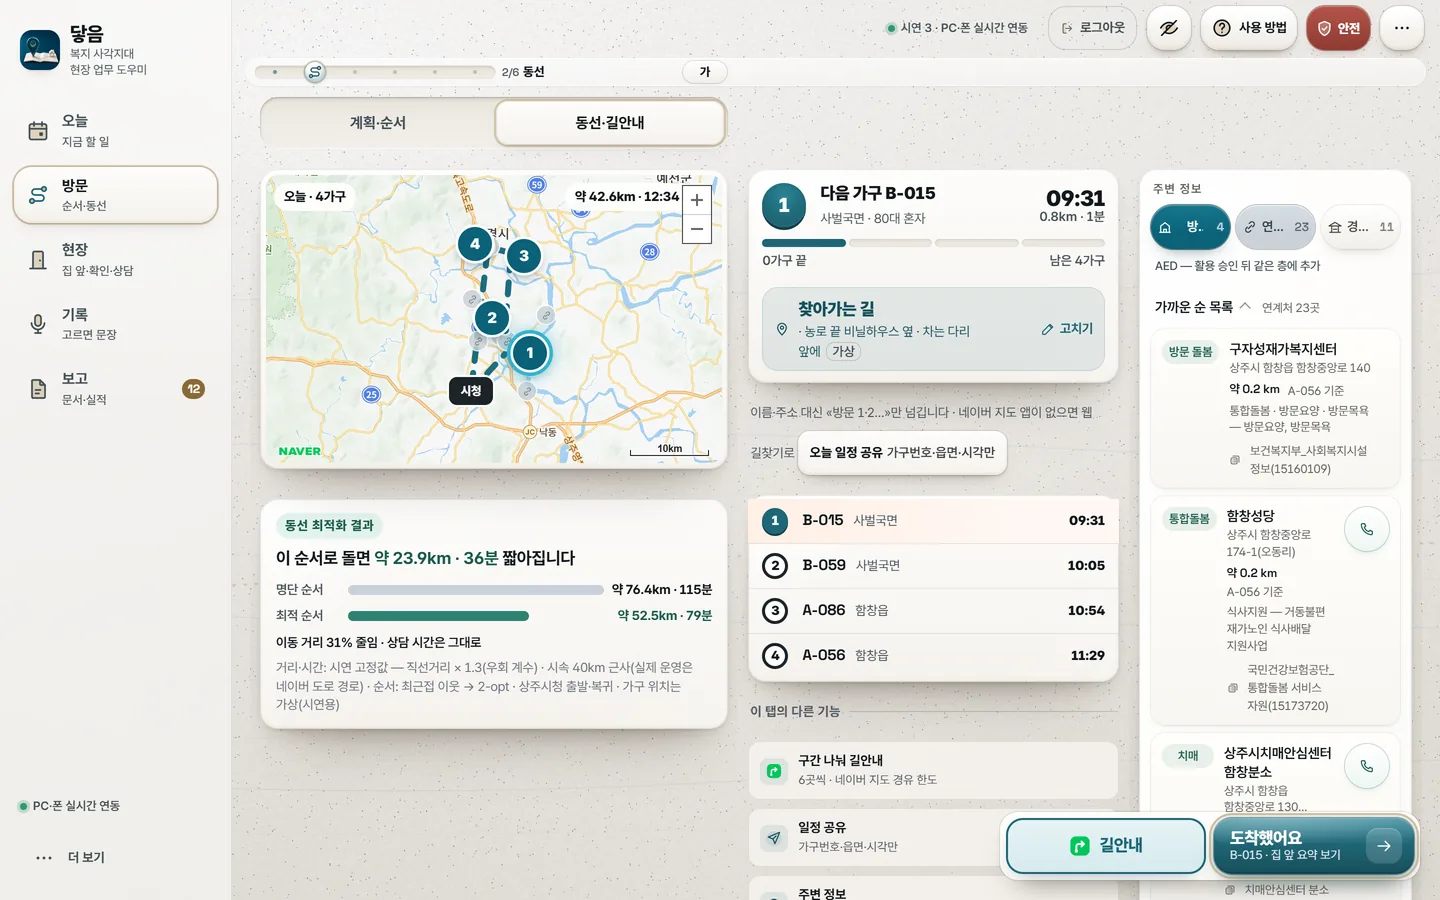 닿음
복지 사각지대
현장 업무 도우미
오늘
지금 할 일
방문
순서·동선
현장
집 앞·확인·상담
기록
고르면 문장
보고
문서·실적
12
PC·폰 실시간 연동
더 보기
시연 3 · PC·폰 실시간 연동
로그아웃
사용 방법
안전
2/6 동선
가
계획·순서
동선·길안내
오늘 · 4가구
약 42.6km · 12:34
59
28
25
4
3
2
1
시청
JC 낙동
NAVER
10km
동선 최적화 결과
이 순서로 돌면 약 23.9km · 36분 짧아집니다
명단 순서
약 76.4km · 115분
최적 순서
약 52.5km · 79분
이동 거리 31% 줄임 · 상담 시간은 그대로
거리·시간: 시연 고정값 — 직선거리 × 1.3(우회 계수) · 시속 40km 근사(실제 운영은
네이버 도로 경로) · 순서: 최근접 이웃 → 2-opt · 상주시청 출발·복귀 · 가구 위치는
가상(시연용)
1
다음 가구 B-015
사벌국면 · 80대 혼자
09:31
0.8km · 1분
0가구 끝
남은 4가구
찾아가는 길
· 농로 끝 비닐하우스 옆 · 차는 다리
앞에 가상
고치기
이름·주소 대신 «방문 1·2…»만 넘깁니다 · 네이버 지도 앱이 없으면 웹
길찾기로 오늘 일정 공유 가구번호·읍면·시각만
1 B-015 사벌국면 09:31
2 B-059 사벌국면 10:05
3 A-086 함창읍 10:54
4 A-056 함창읍 11:29
이 탭의 다른 기능
구간 나눠 길안내
6곳씩 · 네이버 지도 경유 한도
일정 공유
가구번호·읍면·시각만
주변 정보
주변 정보
방.. 4
연... 23
경... 11
AED — 활용 승인 뒤 같은 층에 추가
가까운 순 목록 연계처 23곳
방문 돌봄
구자성재가복지센터
상주시 함창읍 함창중앙로 140
약 0.2 km A-056 기준
통합돌봄 · 방문요양 · 방문목욕
— 방문요양, 방문목욕
보건복지부_사회복지시설
정보(15160109)
통합돌봄
함창성당
상주시 함창중앙로
174-1(오동리)
약 0.2 km
A-056 기준
식사지원 — 거동불편
재가노인 식사배달
지원사업
국민건강보험공단_
통합돌봄 서비스
자원(15173720)
치매
상주시치매안심센터
함창분소
상주시 함창읍
함창중앙로 130...
길안내
도착했어요
B-015 · 집 앞 요약 보기
치매안심센터 분소